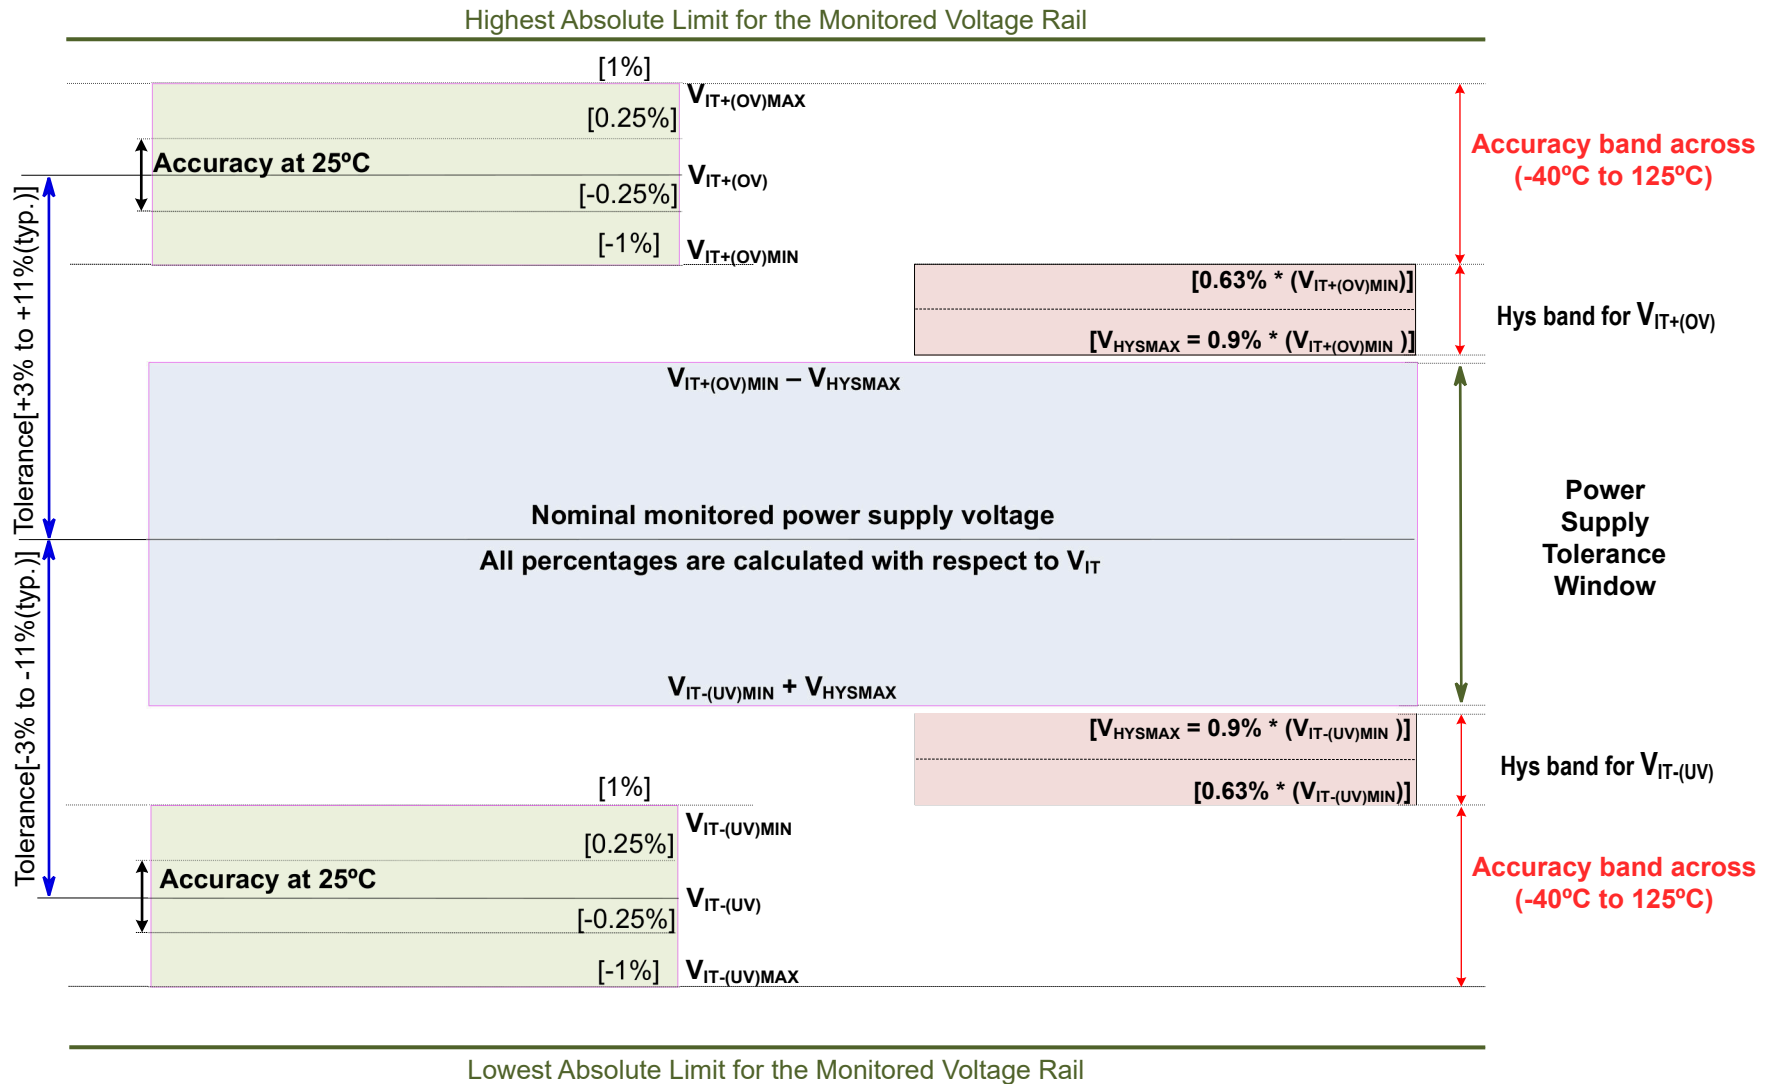 Highest Absolute Limit for the Monitored Voltage Rail
[1%]
VIT+(OV)MAX
[0.25%]
Accuracy at 25ºC
VIT+(OV)
[-0.25%]
[-1%]
VIT+(OV)MIN
Accuracy band across
(-40ºC to 125ºC)
Tolerance[+3% to +11%(typ.)]
[0.63% * (VIT+(OV)MIN)]
[VHYSMAX = 0.9% * (VIT+(OV)MIN )]
Hys band for VIT+(OV)
VIT+(OV)MIN – VHYSMAX
Nominal monitored power supply voltage
All percentages are calculated with respect to VIT
VIT-(UV)MIN + VHYSMAX
Power
Supply
Tolerance
Window
Tolerance[-3% to -11%(typ.)]
[VHYSMAX = 0.9% * (VIT-(UV)MIN )]
[0.63% * (VIT-(UV)MIN)]
Hys band for VIT-(UV)
[1%]
VIT-(UV)MIN
[0.25%]
Accuracy at 25ºC
VIT-(UV)
[-0.25%]
[-1%]
VIT-(UV)MAX
Accuracy band across
(-40ºC to 125ºC)
Lowest Absolute Limit for the Monitored Voltage Rail